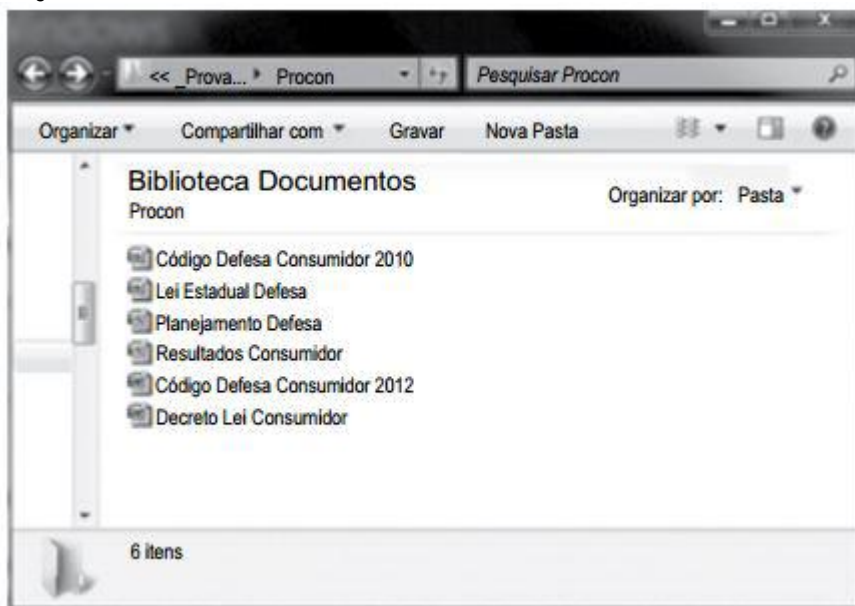 << _Prova... Procon Pesquisar Procon
Organizar Compartilhar com Gravar Nova Pasta
Biblioteca Documentos
Procon
Organizar por: Pasta
Código Defesa Consumidor 2010
Lei Estadual Defesa
Planejamento Defesa
Resultados Consumidor
Código Defesa Consumidor 2012
Decreto Lei Consumidor
6 itens